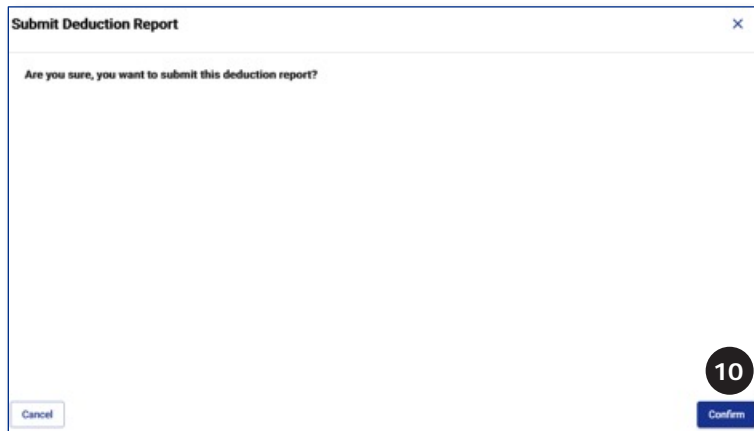 Submit Deduction Report
Are you sure, you want to submit this deduction report?
10
Cancel
Confirm